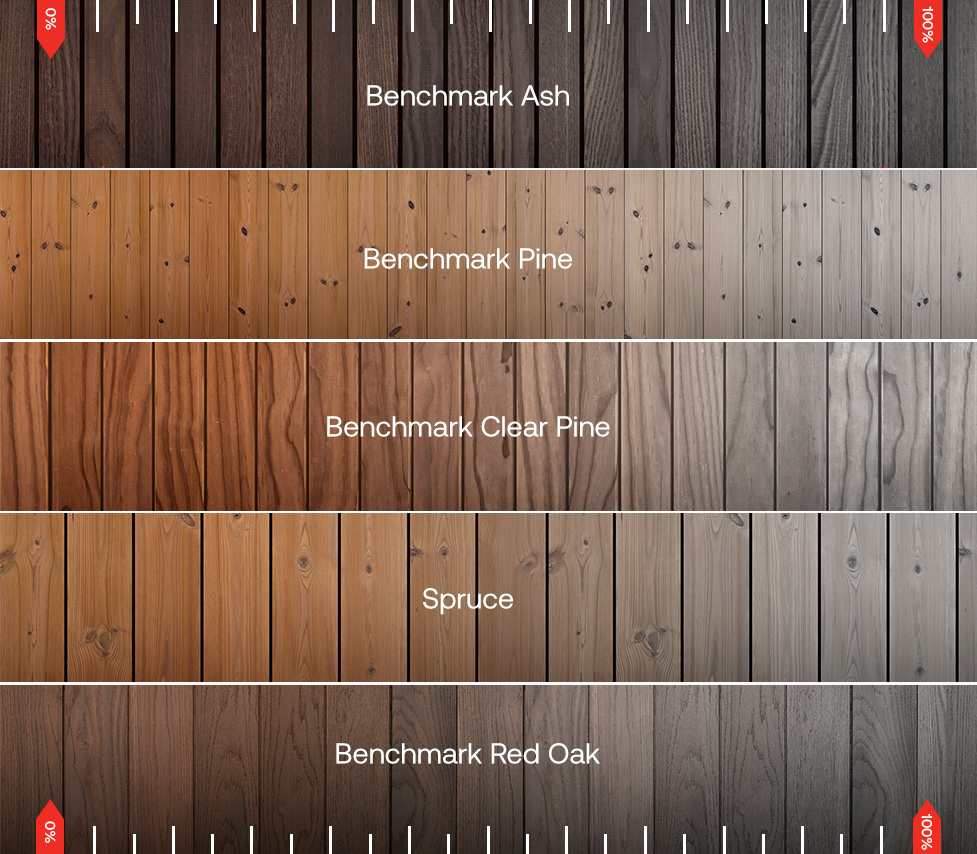 0%
100%
Benchmark Ash
Benchmark Pine
Benchmark Clear Pine
Spruce
Benchmark Red Oak
0%
100%